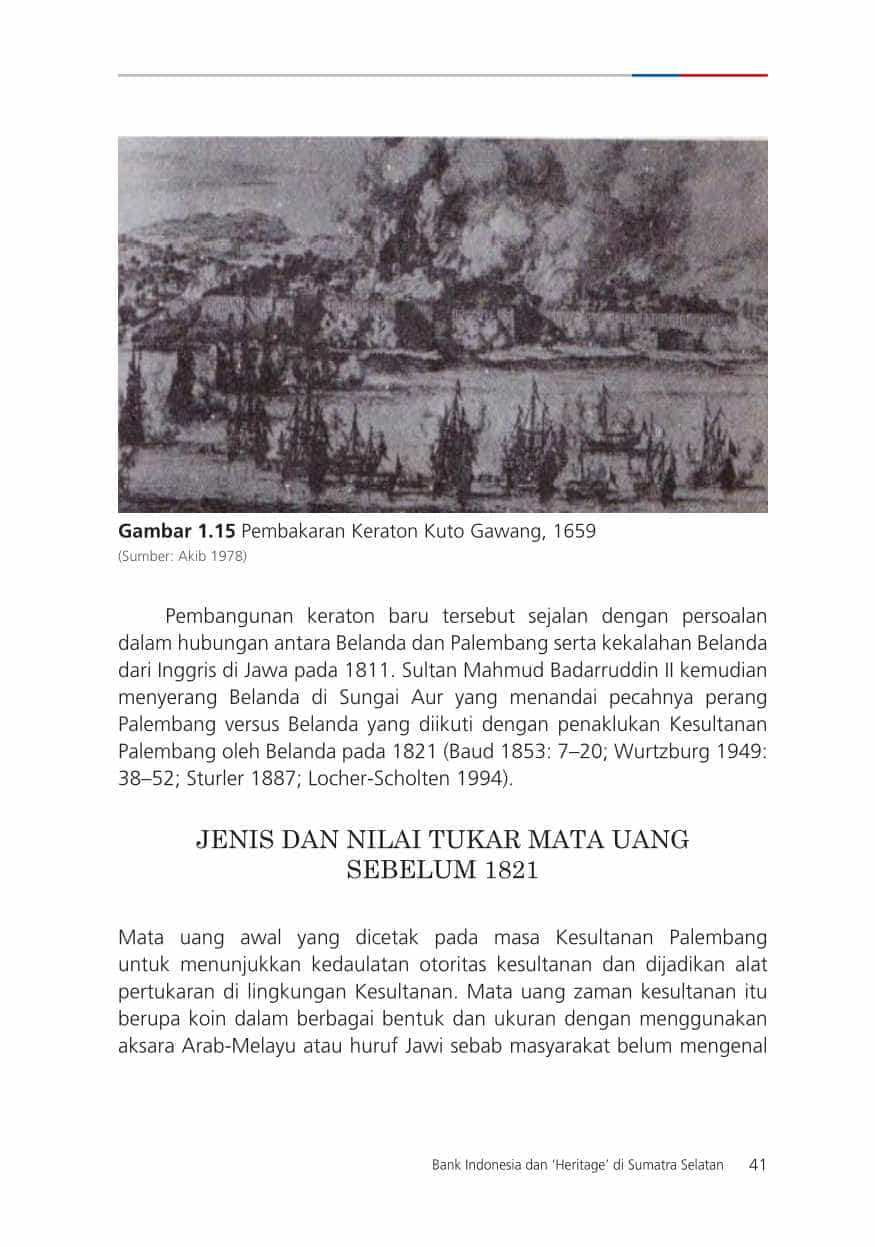 Gambar 1.15 Pembakaran Keraton Kuto Gawang, 1659
(Sumber: Akib 1978)
Pembangunan keraton baru tersebut sejalan dengan persoalan
dalam hubungan antara Belanda dan Palembang serta kekalahan Belanda
dari Inggris di Jawa pada 1811. Sultan Mahmud Badarruddin II kemudian
menyerang Belanda di Sungai Aur yang menandai pecahnya perang
Palembang versus Belanda yang diikuti dengan penaklukan Kesultanan
Palembang oleh Belanda pada 1821 (Baud 1853: 7–20; Wurtzburg 1949:
38–52; Sturler 1887; Locher-Scholten 1994).
JENIS DAN NILAI TUKAR MATA UANG
SEBELUM 1821
Mata uang awal yang dicetak pada masa Kesultanan Palembang
untuk menunjukkan kedaulatan otoritas kesultanan dan dijadikan alat
pertukaran di lingkungan Kesultanan. Mata uang zaman kesultanan itu
berupa koin dalam berbagai bentuk dan ukuran dengan menggunakan
aksara Arab-Melayu atau huruf Jawi sebab masyarakat belum mengenal
Bank Indonesia dan ‘Heritage’ di Sumatra Selatan 41